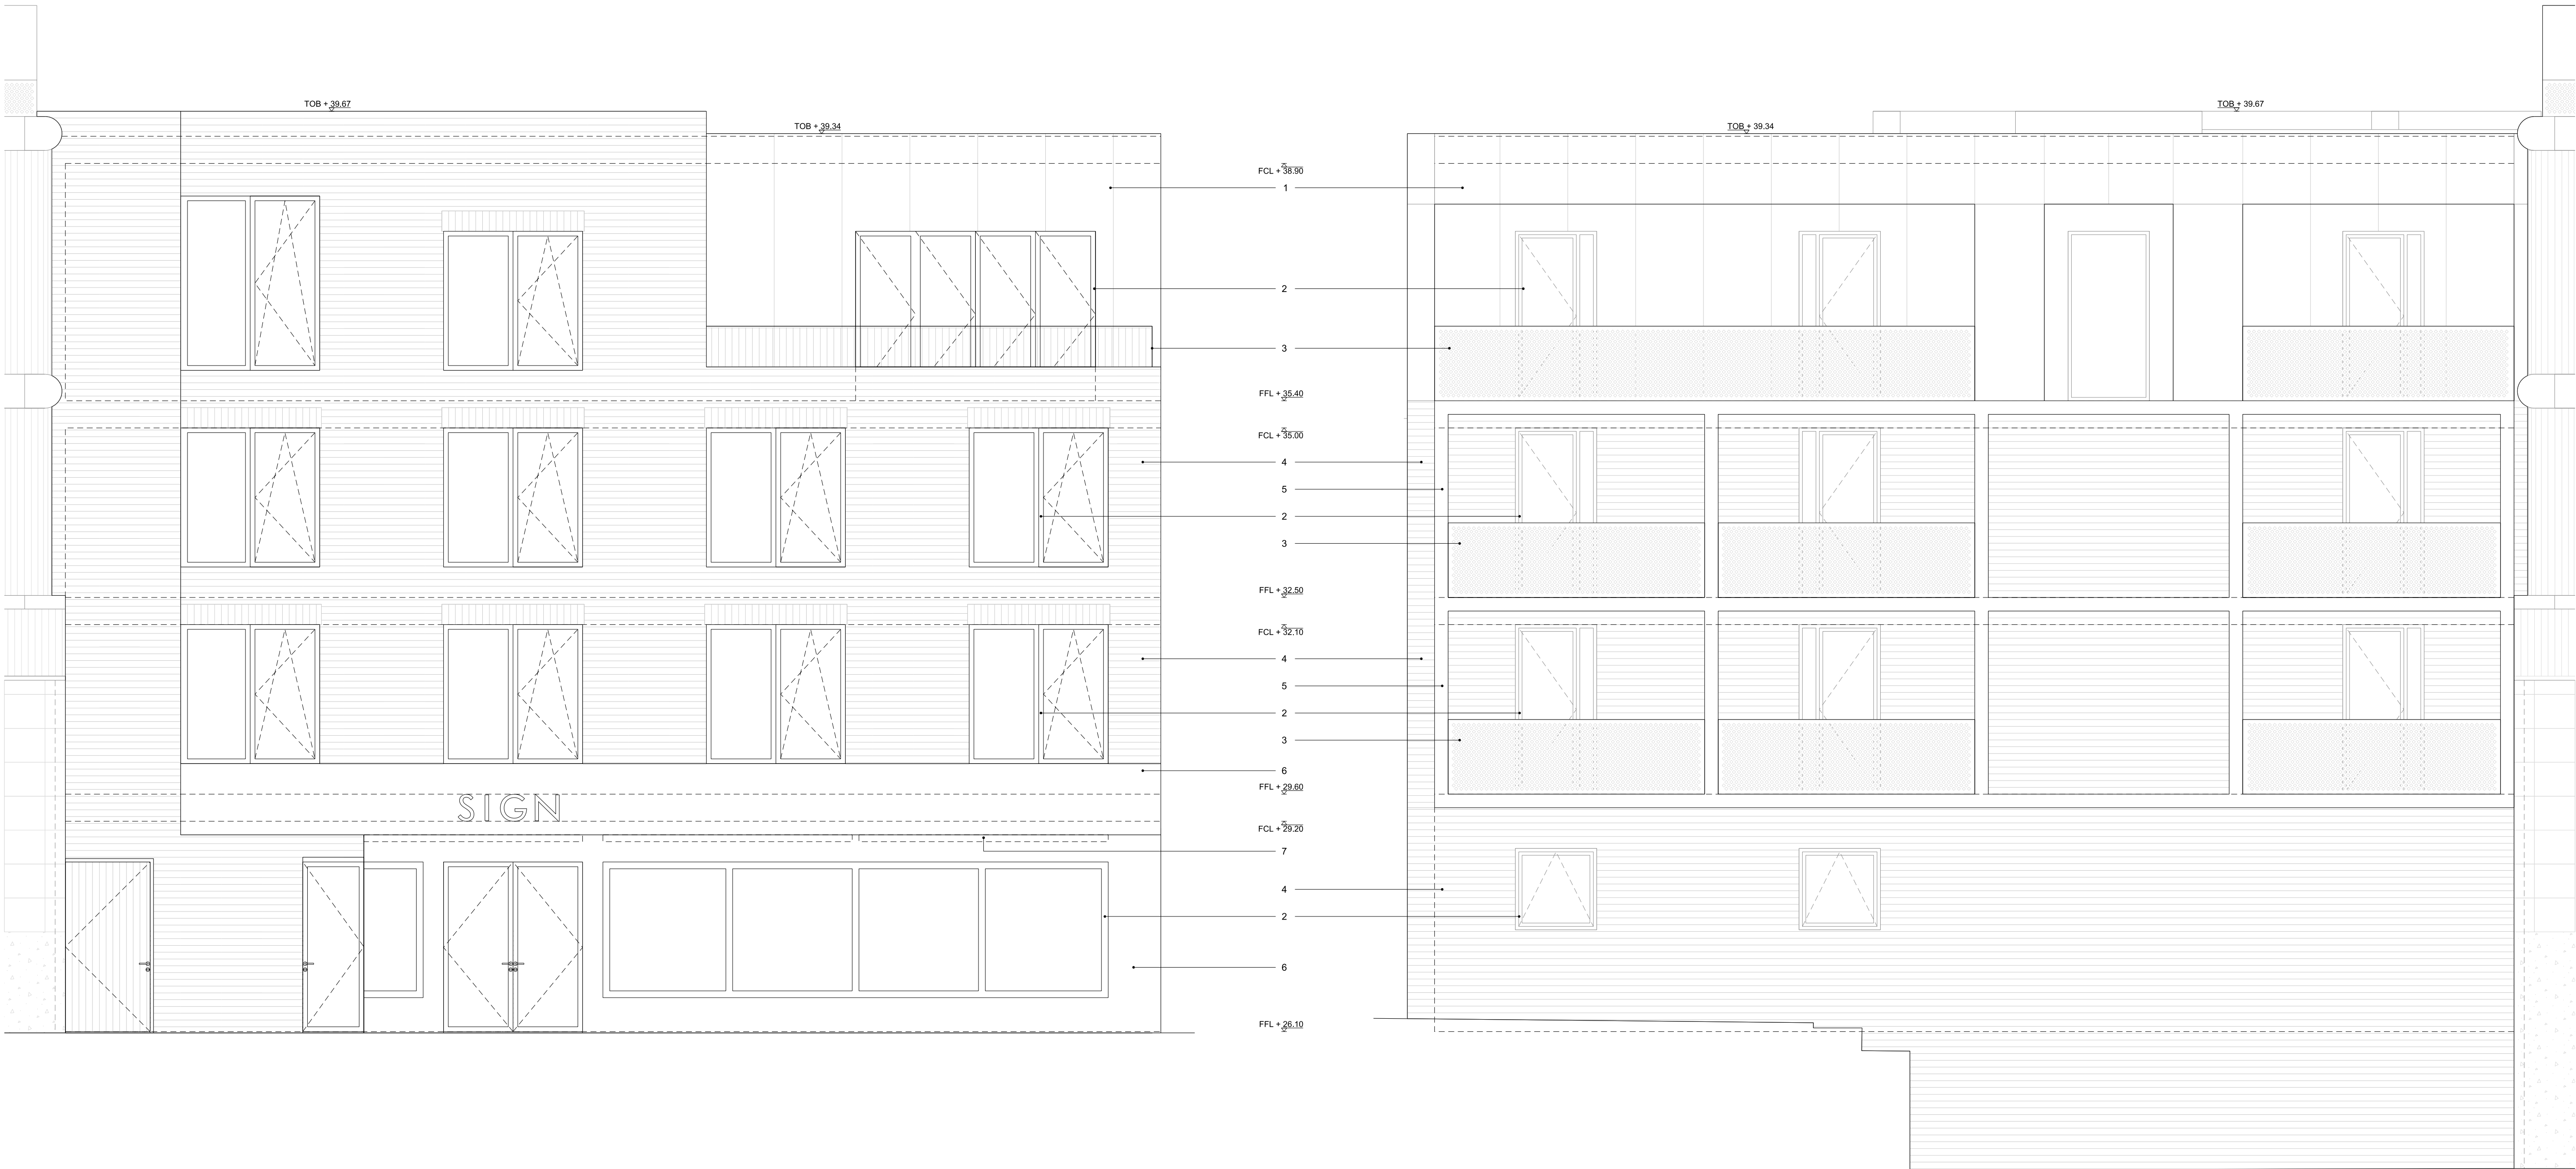 TOB + 39.67
TOB + 39.67
TOB + 39.34
TOB + 39.34
FCL + 38.90
1
2
3
FFL + 35.40
FCL + 35.00
4
5
2
3
FFL + 32.50
FCL + 32.10
4
5
2
3
6
FFL + 29.60
SIGN
FCL + 29.20
7
4
2
6
FFL + 26.10